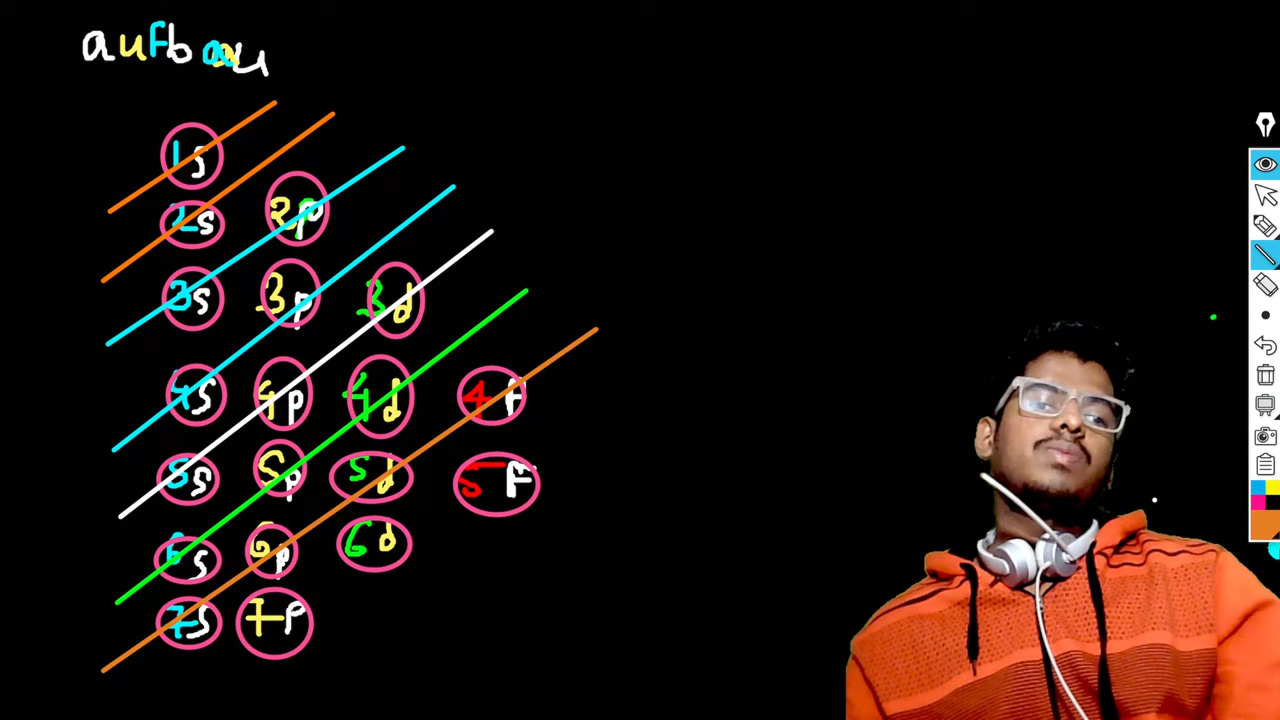 aufbau
1s
2s 2p
3s 3p 3d
4s 4p 4d 4F
5s 5p 5d 5F
6s 6p 6d
7s 7p